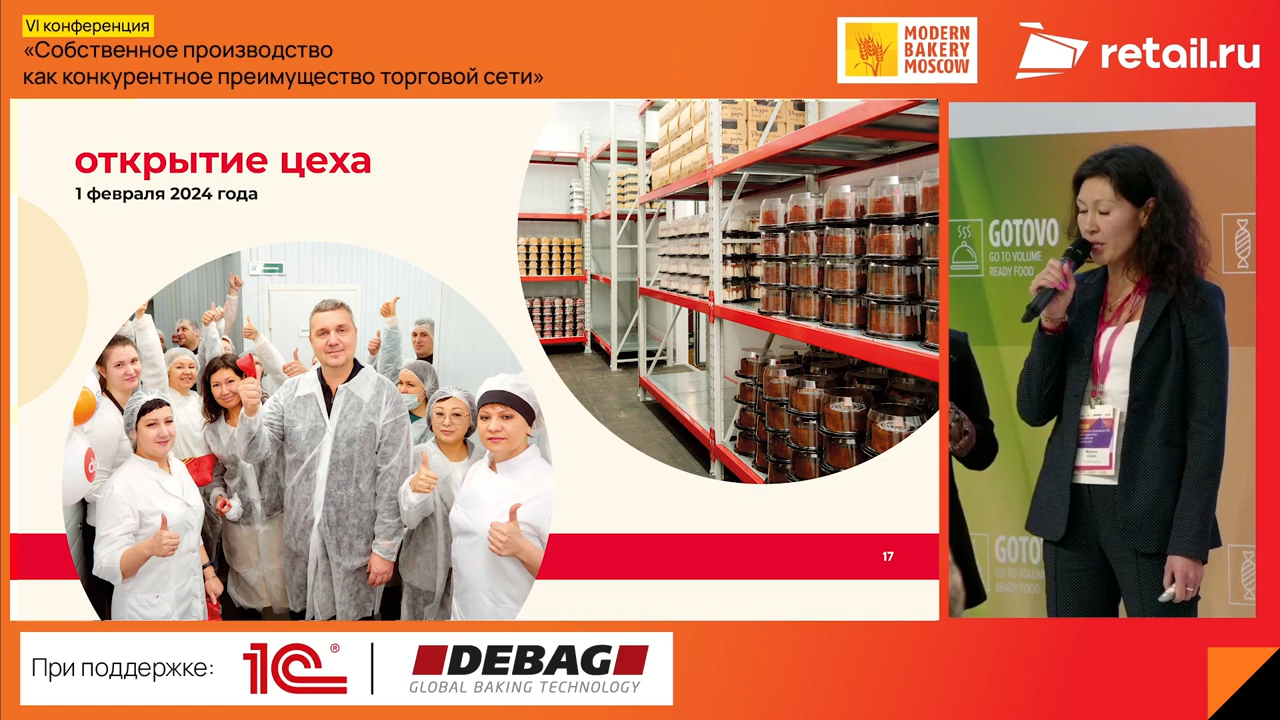 VI конференция
«Собственное производство
как конкурентное преимущество торговой сети»
MODERN
BAKERY
MOSCOW
retail.ru
открытие цеха
1 февраля 2024 года
17
GOTOVO
GO TO VOLUME
READY FOOD
GOTO
GO TO VOLUM
READY FOOD
При поддержке:
1С®
DEBAG
GLOBAL BAKING TECHNOLOGY